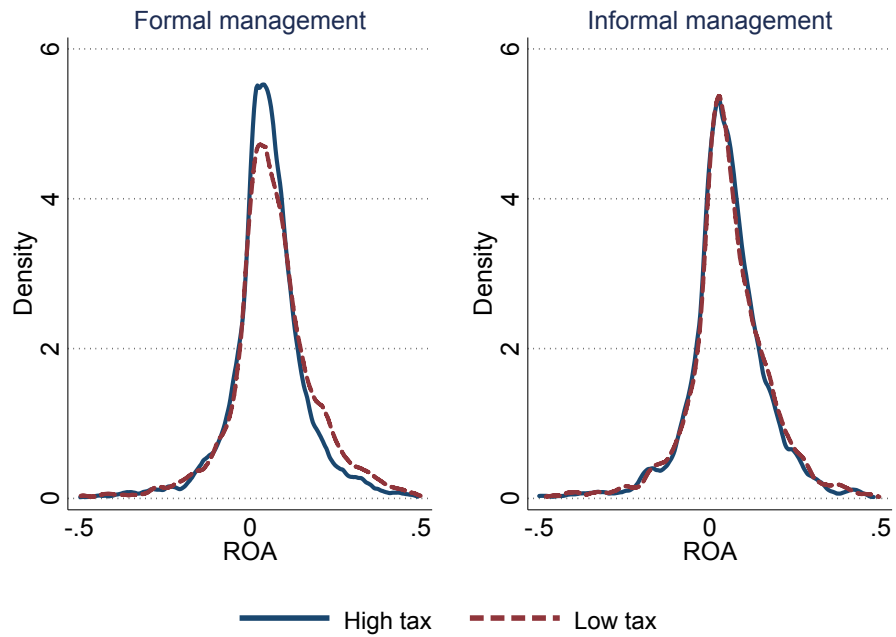 Formal management
Informal management
6
4
2
0
Density
-.5
0
.5
ROA
6
4
2
0
Density
-.5
0
.5
ROA
High tax
Low tax